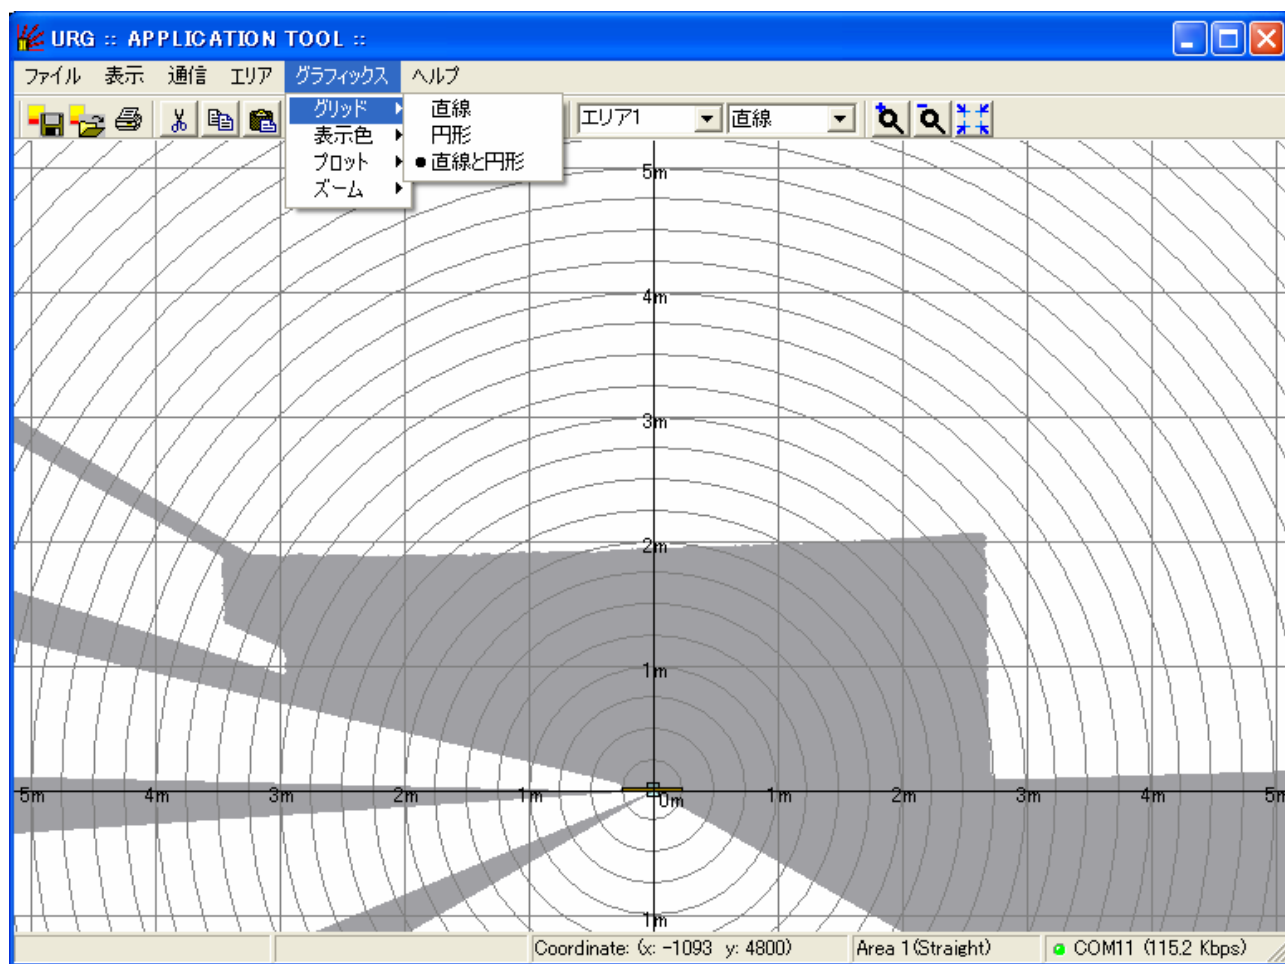 URG :: APPLICATION TOOL ::
ファイル 表示 通信 エリア グラフィックス ヘルプ
グリッド
表示色
プロット
ズーム
直線
円形
直線と円形
エリア1 直線
5m
4m
3m
2m
1m
5m 4m 3m 2m 1m 0m 1m 2m 3m 4m 5m
1m
Coordinate: (x: -1093 y: 4800) Area 1(Straight) COM11 (115.2 Kbps)